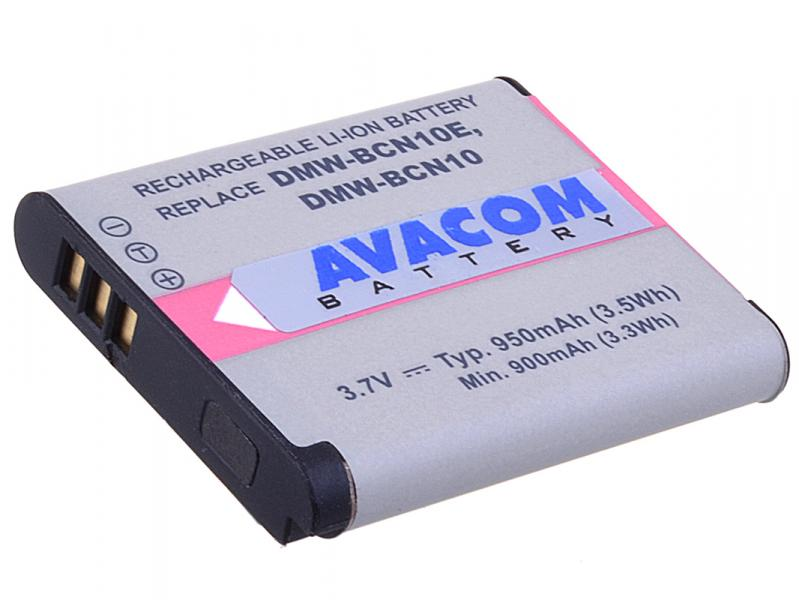 RECHARGEABLE LI-ION BATTERY
REPLACE DMW-BCN10E,
DMW-BCN10
−
T
+
AVACOM
BATTERY
3.7V ⎓ Typ. 950mAh (3.5Wh)
Min. 900mAh (3.3Wh)